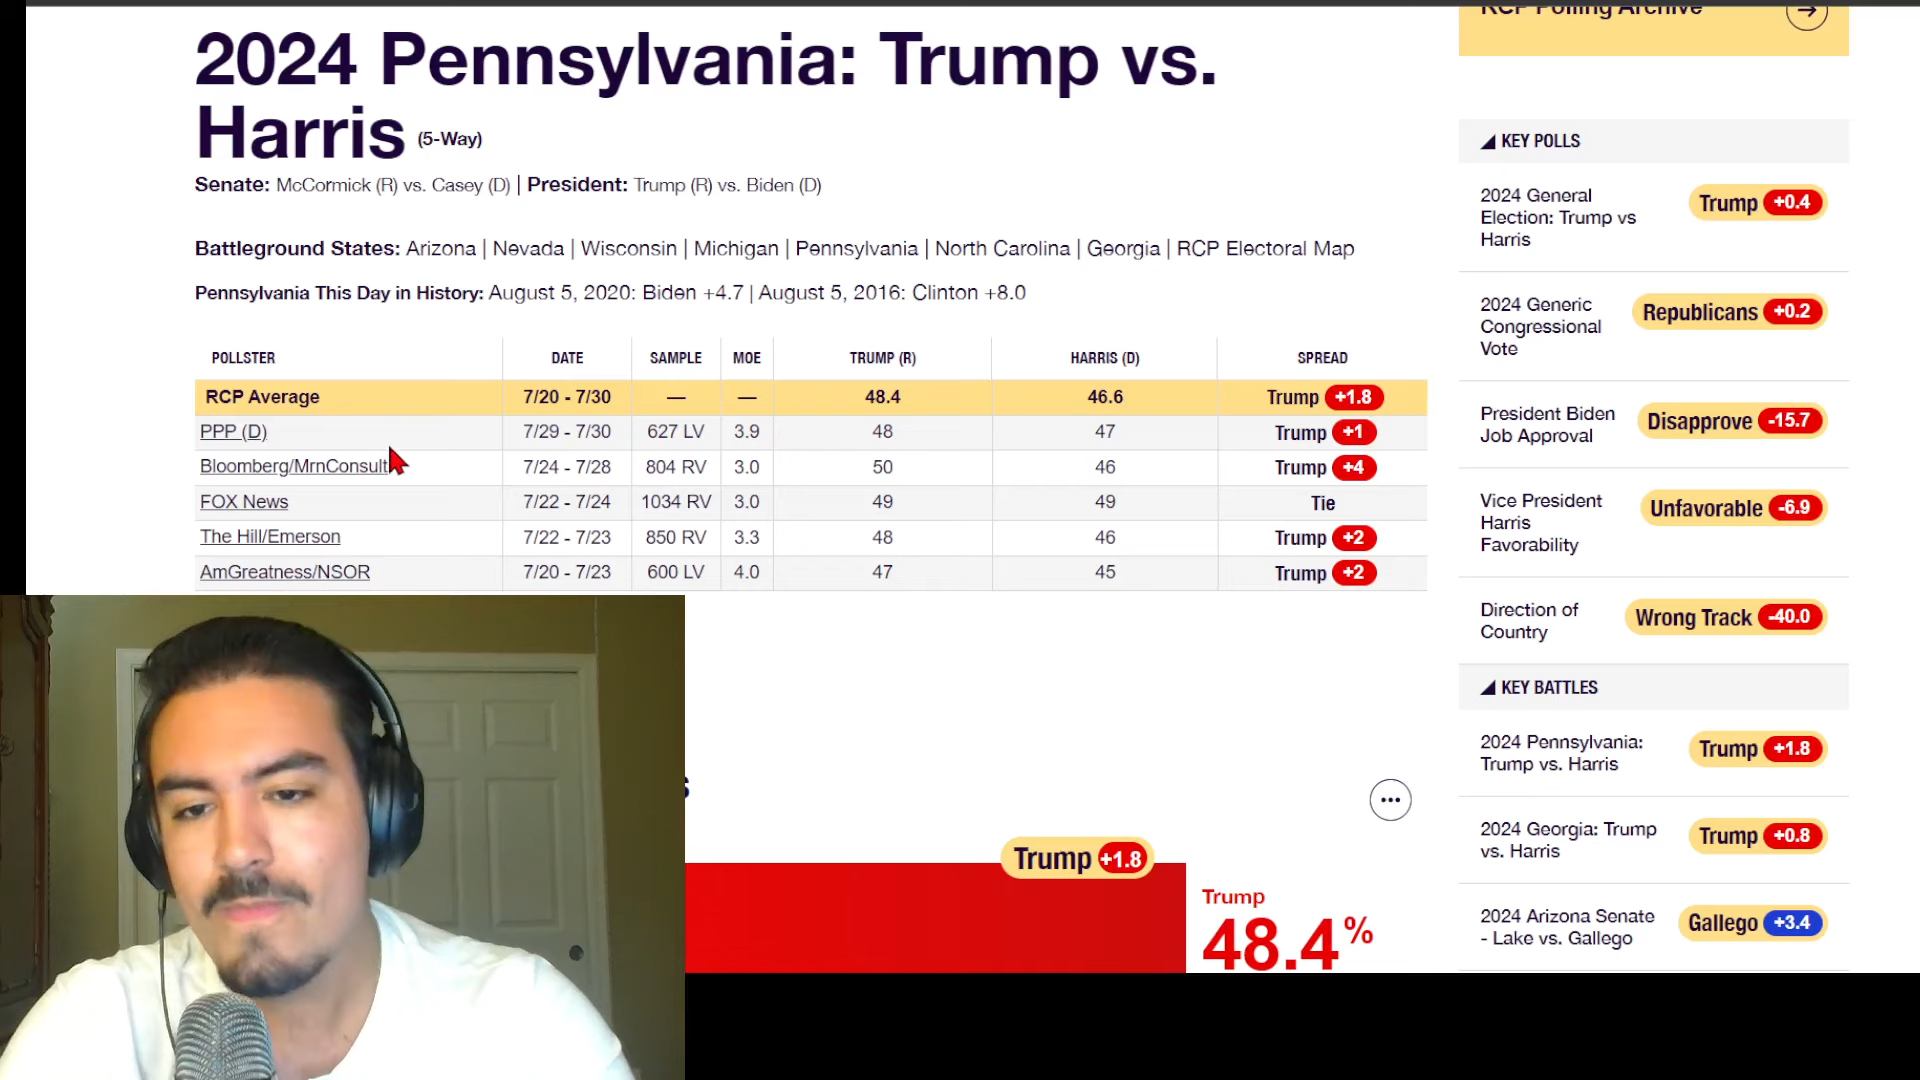 RCP Polling Archive
2024 Pennsylvania: Trump vs.
Harris (5-Way)
Senate: McCormick (R) vs. Casey (D) | President: Trump (R) vs. Biden (D)
Battleground States: Arizona | Nevada | Wisconsin | Michigan | Pennsylvania | North Carolina | Georgia | RCP Electoral Map
Pennsylvania This Day in History: August 5, 2020: Biden +4.7 | August 5, 2016: Clinton +8.0
POLLSTER DATE SAMPLE MOE TRUMP (R) HARRIS (D) SPREAD
RCP Average 7/20 - 7/30 — — 48.4 46.6 Trump +1.8
PPP (D) 7/29 - 7/30 627 LV 3.9 48 47 Trump +1
Bloomberg/MrnConsult 7/24 - 7/28 804 RV 3.0 50 46 Trump +4
FOX News 7/22 - 7/24 1034 RV 3.0 49 49 Tie
The Hill/Emerson 7/22 - 7/23 850 RV 3.3 48 46 Trump +2
AmGreatness/NSOR 7/20 - 7/23 600 LV 4.0 47 45 Trump +2
Trump +1.8
Trump
48.4%
KEY POLLS
2024 General
Election: Trump vs
Harris
Trump +0.4
2024 Generic
Congressional
Vote
Republicans +0.2
President Biden
Job Approval
Disapprove -15.7
Vice President
Harris
Favorability
Unfavorable -6.9
Direction of
Country
Wrong Track -40.0
KEY BATTLES
2024 Pennsylvania:
Trump vs. Harris
Trump +1.8
2024 Georgia: Trump
vs. Harris
Trump +0.8
2024 Arizona Senate
- Lake vs. Gallego
Gallego +3.4